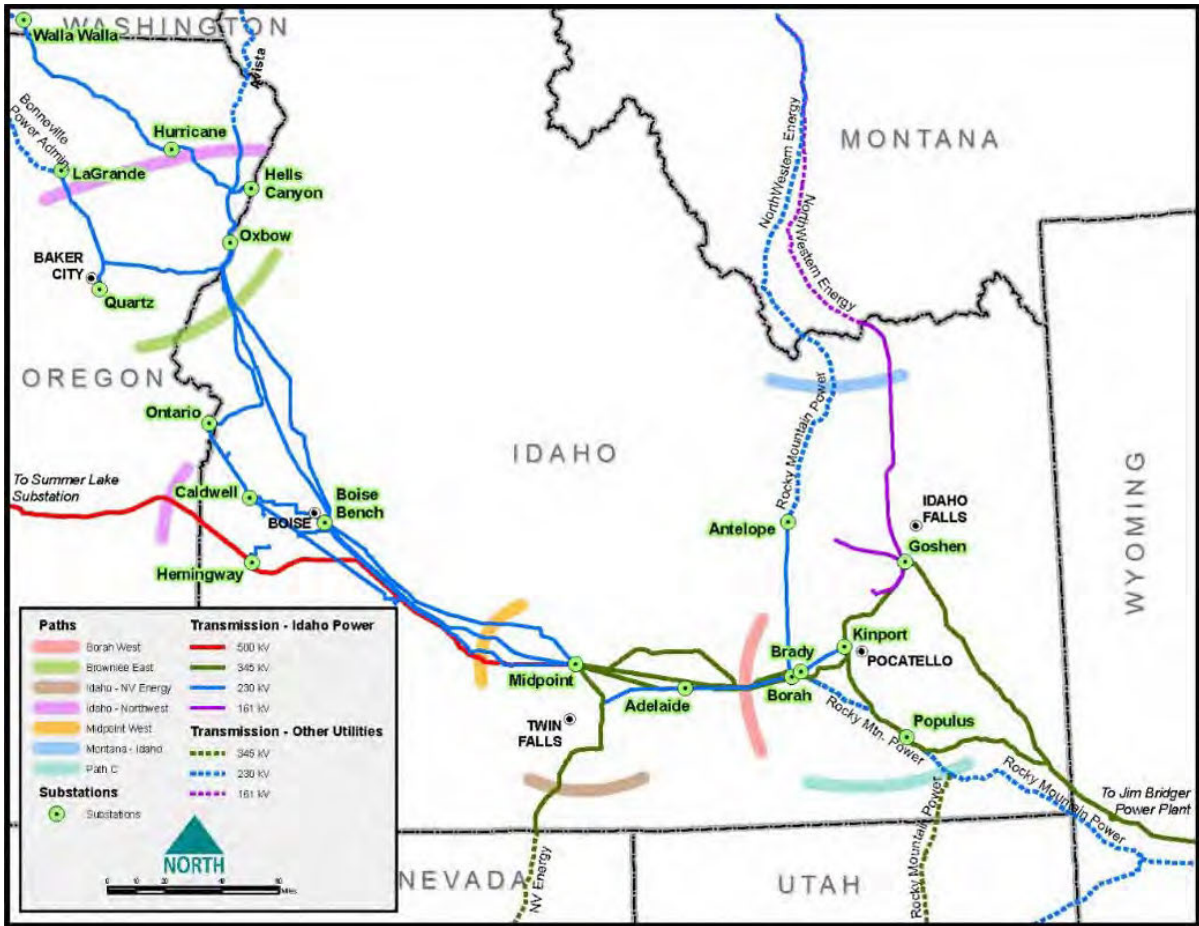 WASHINGTON
Walla Walla
Avista
Bonneville
Power Admin
Hurricane
LaGrande
Hells
Canyon
Oxbow
BAKER
CITY
Quartz
OREGON
Ontario
To Summer Lake
Substation
Caldwell
BOISE
Boise
Bench
Hemingway
IDAHO
MONTANA
NorthWestern Energy
NorthWestern Energy
Rocky Mountain Power
Antelope
IDAHO
FALLS
Goshen
WYOMING
Kinport
POCATELLO
Brady
Borah
Midpoint
Adelaide
TWIN
FALLS
Rocky Mtn. Power
Populus
Rocky Mountain Power
Rocky Mountain Power
To Jim Bridger
Power Plant
NV Energy
NEVADA
UTAH
Paths
Borah West
Brownlee East
Idaho - NV Energy
Idaho - Northwest
Midpoint West
Montana - Idaho
Path C
Substations
Substations
Transmission - Idaho Power
500 kV
345 kV
230 kV
161 kV
Transmission - Other Utilities
345 kV
230 kV
161 kV
NORTH
Miles